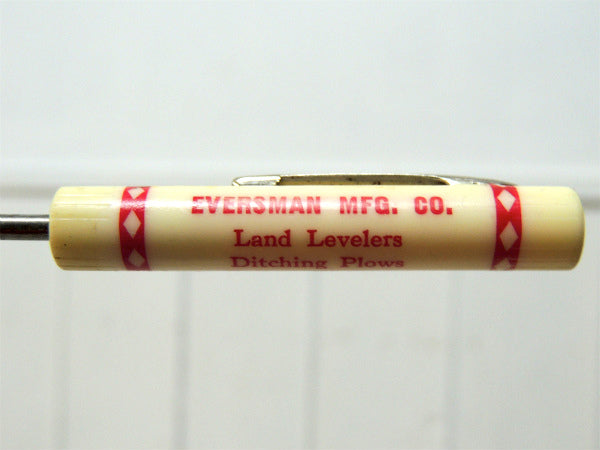 EVERSMAN MFG. CO.
Land Levelers
Ditching Plows